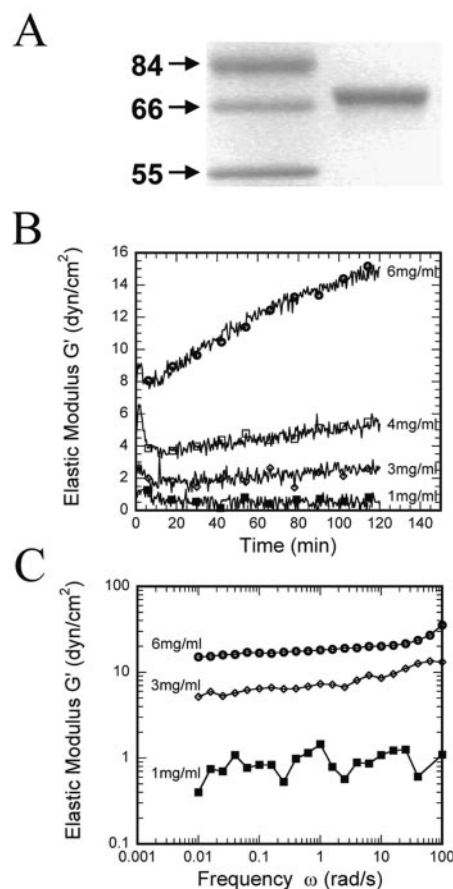 A
84
66
55
B
Elastic Modulus G' (dyn/cm²)
16
14
12
10
8
6
4
2
0
6mg/ml
4mg/ml
3mg/ml
1mg/ml
0 20 40 60 80 100 120 140
Time (min)
C
Elastic Modulus G' (dyn/cm²)
100
10
1
0.1
6mg/ml
3mg/ml
1mg/ml
0.001 0.01 0.1 1 10 100
Frequency ω (rad/s)